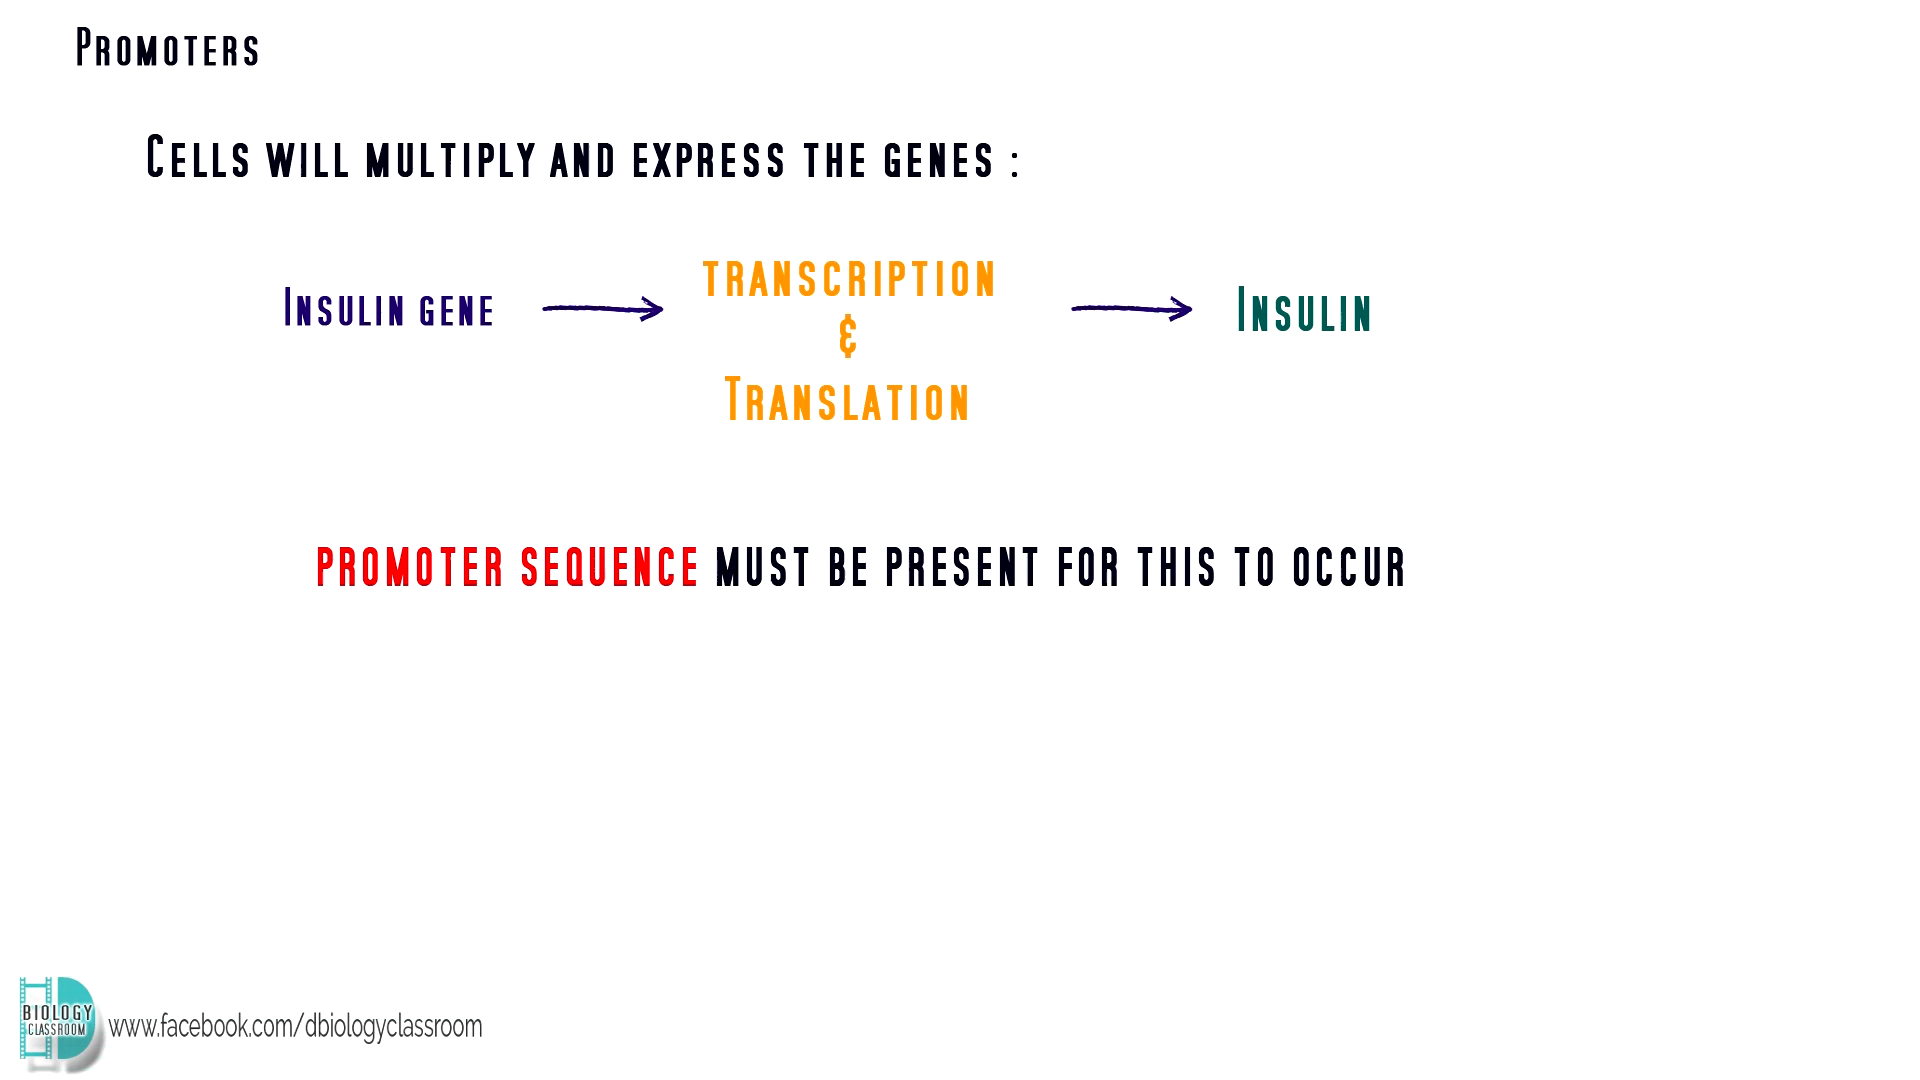 Promoters
Cells will multiply and express the genes :
Insulin gene
transcription
&
Translation
Insulin
promoter sequence must be present for this to occur
BIOLOGY
CLASSROOM
www.facebook.com/dbiologyclassroom